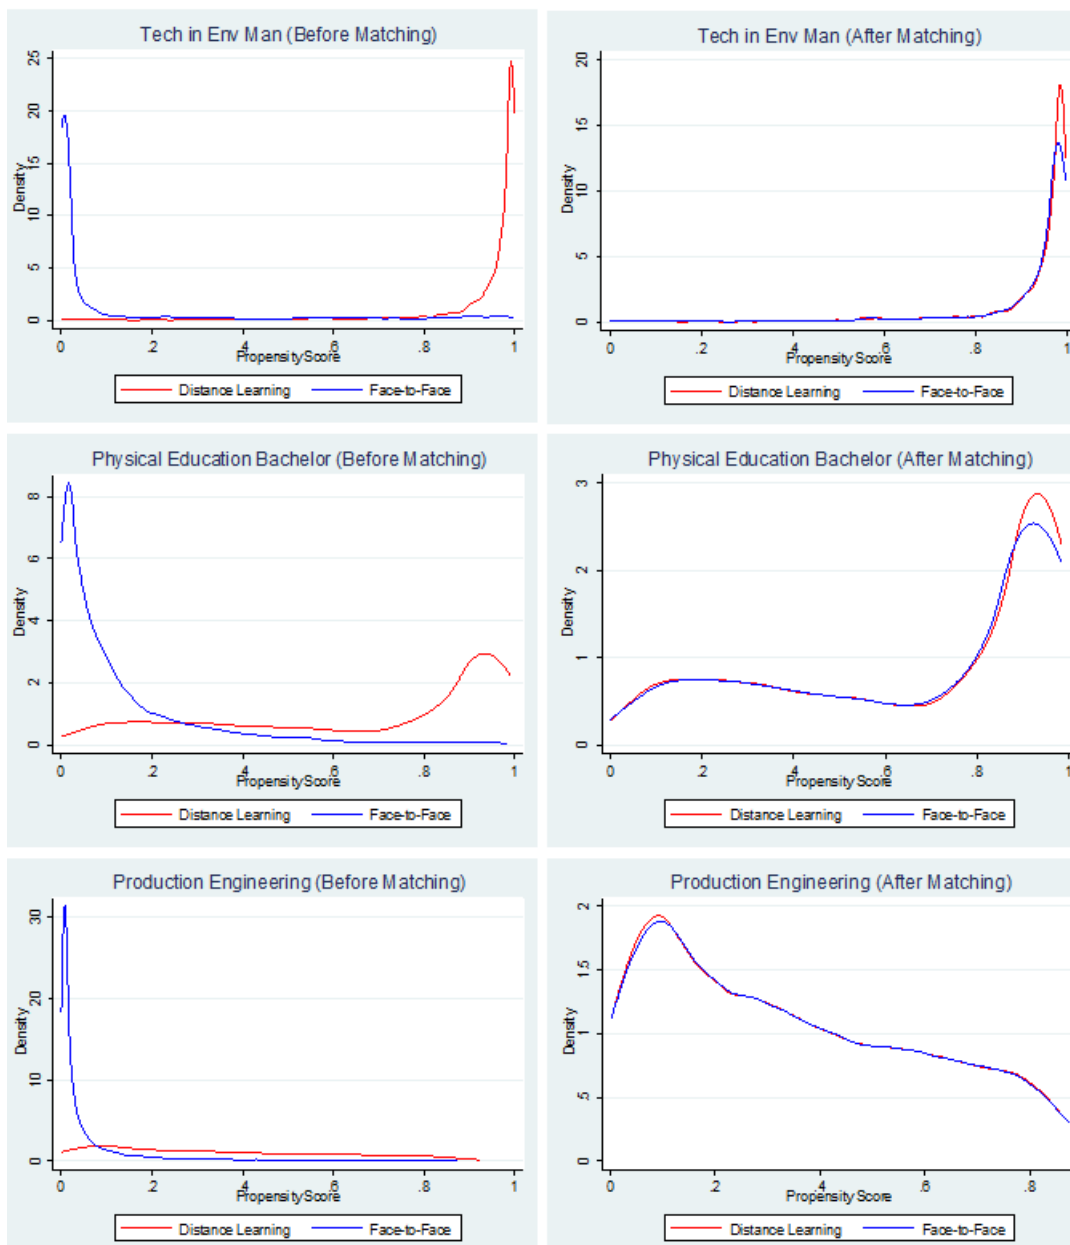 Tech in Env Man (Before Matching)
Density
0 5 10 15 20 25
0 .2 .4 .6 .8 1
Propensity Score
Distance Learning Face-to-Face
Tech in Env Man (After Matching)
Density
0 5 10 15 20
0 .2 .4 .6 .8 1
Propensity Score
Distance Learning Face-to-Face
Physical Education Bachelor (Before Matching)
Density
0 2 4 6 8
0 .2 .4 .6 .8 1
Propensity Score
Distance Learning Face-to-Face
Physical Education Bachelor (After Matching)
Density
0 1 2 3
0 .2 .4 .6 .8 1
Propensity Score
Distance Learning Face-to-Face
Production Engineering (Before Matching)
Density
0 10 20 30
0 .2 .4 .6 .8 1
Propensity Score
Distance Learning Face-to-Face
Production Engineering (After Matching)
Density
0 .5 1 1.5 2
0 .2 .4 .6 .8
Propensity Score
Distance Learning Face-to-Face